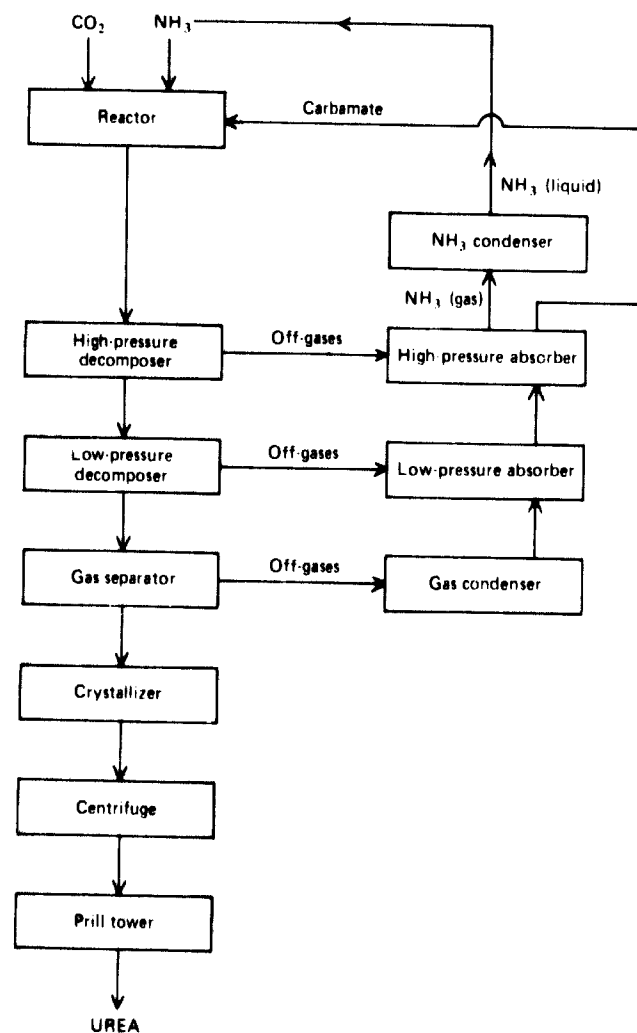 CO₂
NH₃
Reactor
Carbamate
NH₃ (liquid)
NH₃ condenser
NH₃ (gas)
High-pressure
decomposer
Off-gases
High-pressure absorber
Low-pressure
decomposer
Off-gases
Low-pressure absorber
Gas separator
Off-gases
Gas condenser
Crystallizer
Centrifuge
Prill tower
UREA